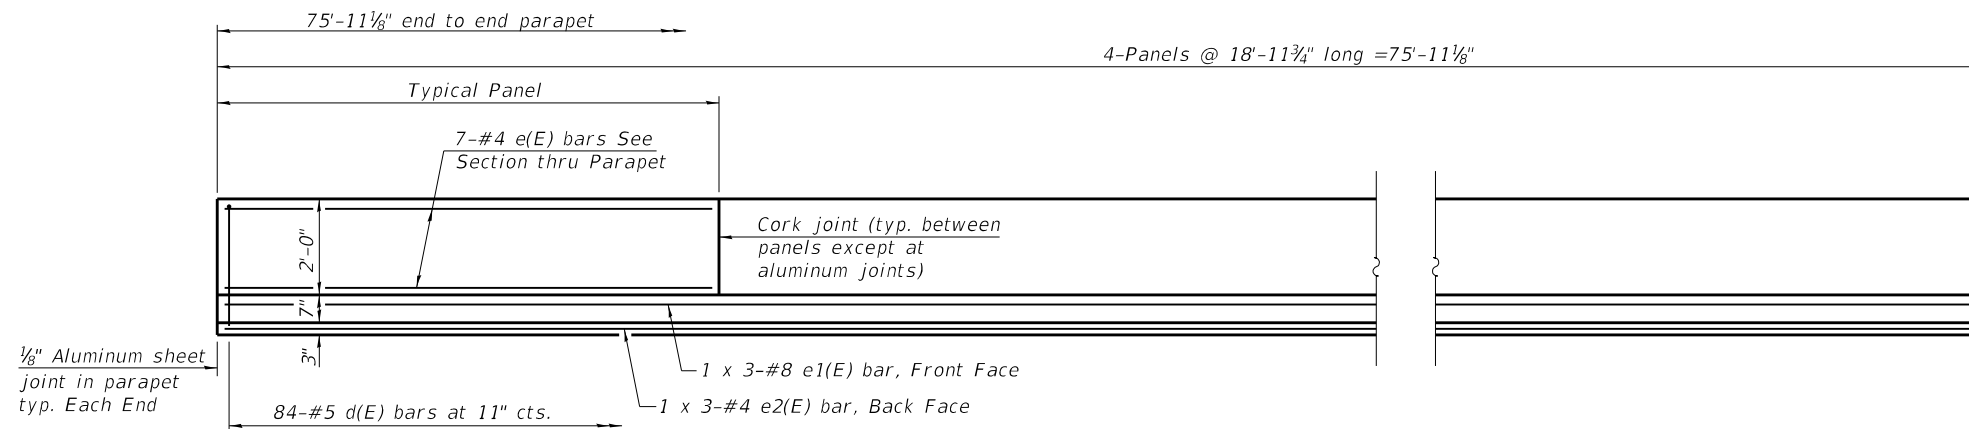 75'-11⅛" end to end parapet
4-Panels @ 18'-11¾" long =75'-11⅛"
Typical Panel
7-#4 e(E) bars See
Section thru Parapet
Cork joint (typ. between
panels except at
aluminum joints)
2'-0"
7"
3"
⅛" Aluminum sheet
joint in parapet
typ. Each End
1 x 3-#8 e1(E) bar, Front Face
1 x 3-#4 e2(E) bar, Back Face
84-#5 d(E) bars at 11" cts.